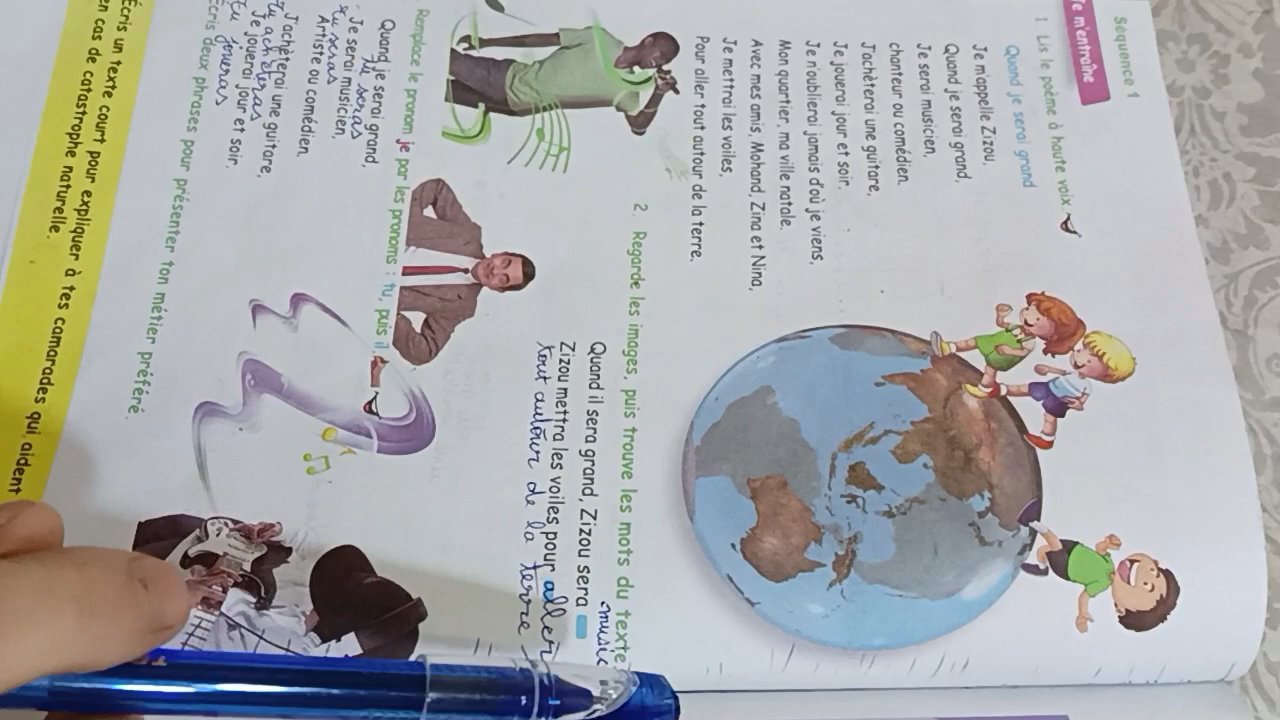 Séquence 1
Je m'entraîne
1 Lis le poème à haute voix
Quand je serai grand
Je m'appelle Zizou,
Quand je serai grand,
Je serai musicien,
chanteur ou comédien.
J'achèterai une guitare,
Je jouerai jour et soir.
Je n'oublierai jamais d'où je viens,
Mon quartier, ma ville natale.
Avec mes amis, Mohand, Zina et Nina,
Je mettrai les voiles,
Pour aller tout autour de la terre.
2. Regarde les images, puis trouve les mots du texte
Quand il sera grand, Zizou sera
Zizou mettra les voiles pour aller
tout autour de la terre
Remplace le pronom je par les pronoms : tu, puis il.
Quand je serai grand,
tu seras
Je serai musicien,
tu seras
Artiste ou comédien.
J'achèterai une guitare,
tu achèteras
Je jouerai jour et soir.
tu joueras
Écris deux phrases pour présenter ton métier préféré.
Écris un texte court pour expliquer à tes camarades qui aident
en cas de catastrophe naturelle.